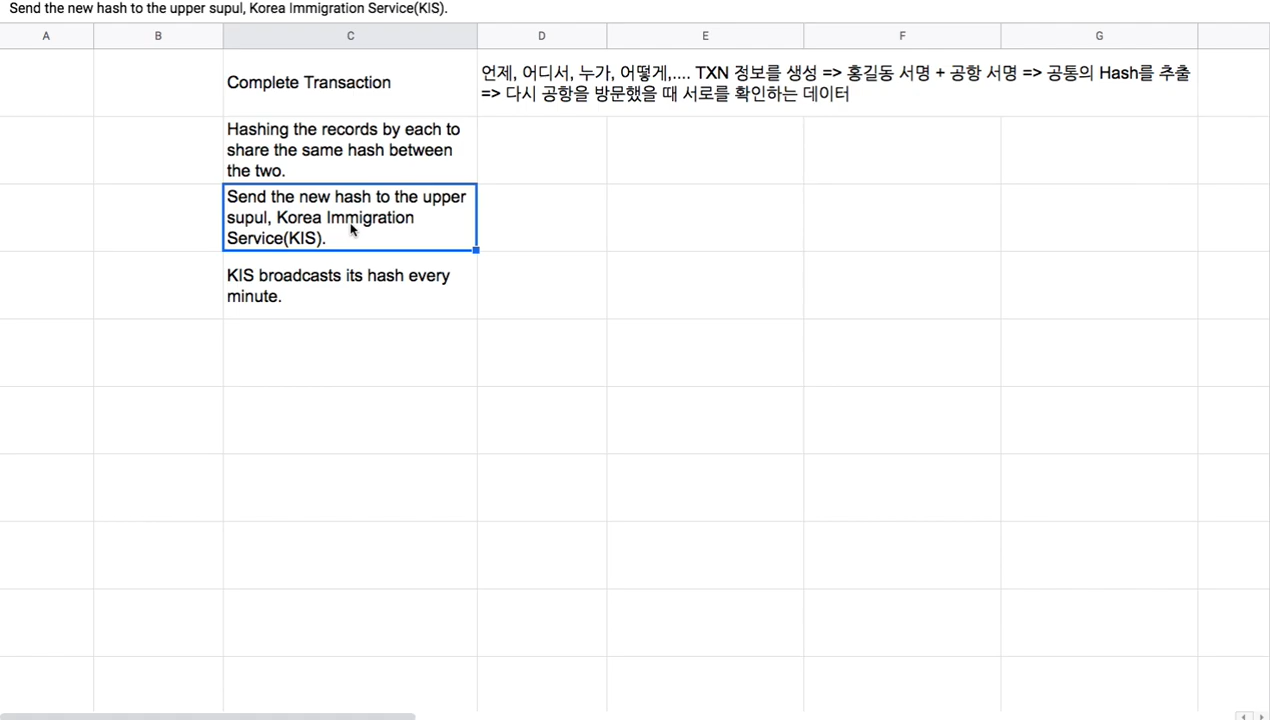 Send the new hash to the upper supul, Korea Immigration Service(KIS).
A B C D E F G
Complete Transaction
언제, 어디서, 누가, 어떻게,.... TXN 정보를 생성 => 홍길동 서명 + 공항 서명 => 공통의 Hash를 추출
=> 다시 공항을 방문했을 때 서로를 확인하는 데이터
Hashing the records by each to
share the same hash between
the two.
Send the new hash to the upper
supul, Korea Immigration
Service(KIS).
KIS broadcasts its hash every
minute.